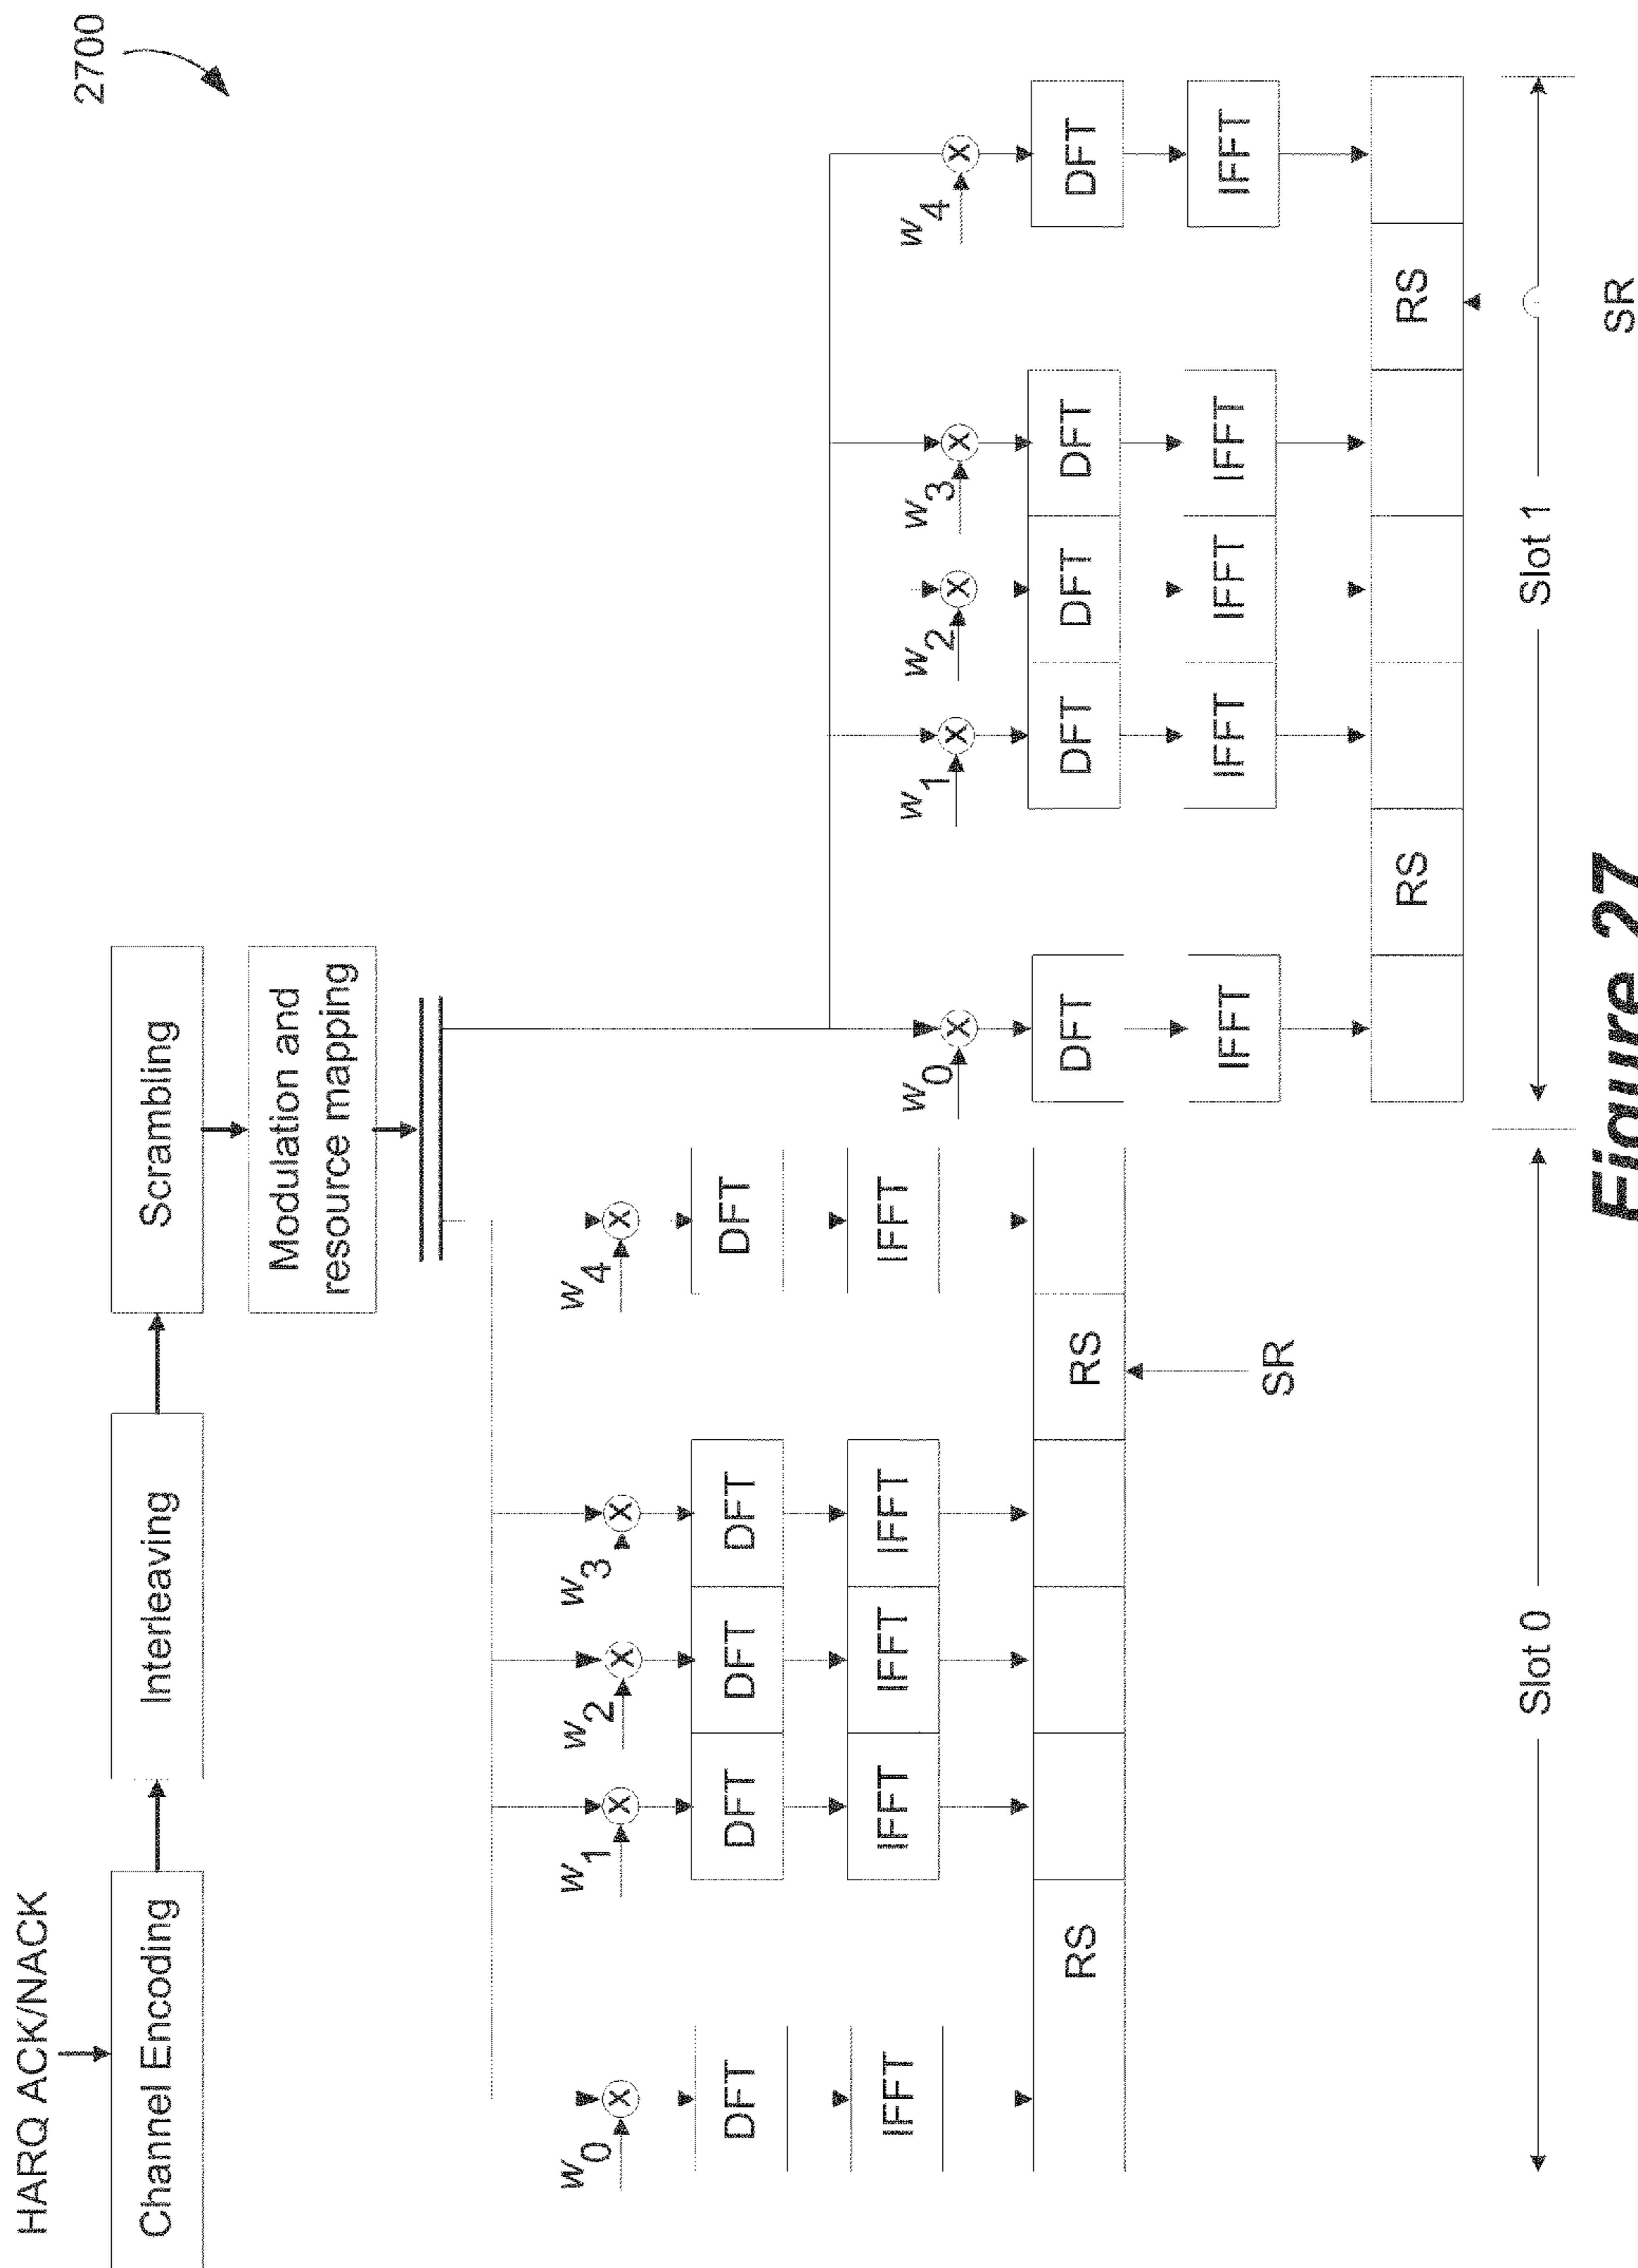 2700
HARQ ACK/NACK
Channel Encoding
Interleaving
Scrambling
Modulation and
resource mapping
w0
w1
w2
w3
w4
DFT
DFT
DFT
DFT
DFT
IFFT
IFFT
IFFT
IFFT
IFFT
RS
RS
SR
w0
w1
w2
w3
w4
DFT
DFT
DFT
DFT
DFT
IFFT
IFFT
IFFT
IFFT
IFFT
RS
RS
Slot 0
Slot 1
SR
Figure 27